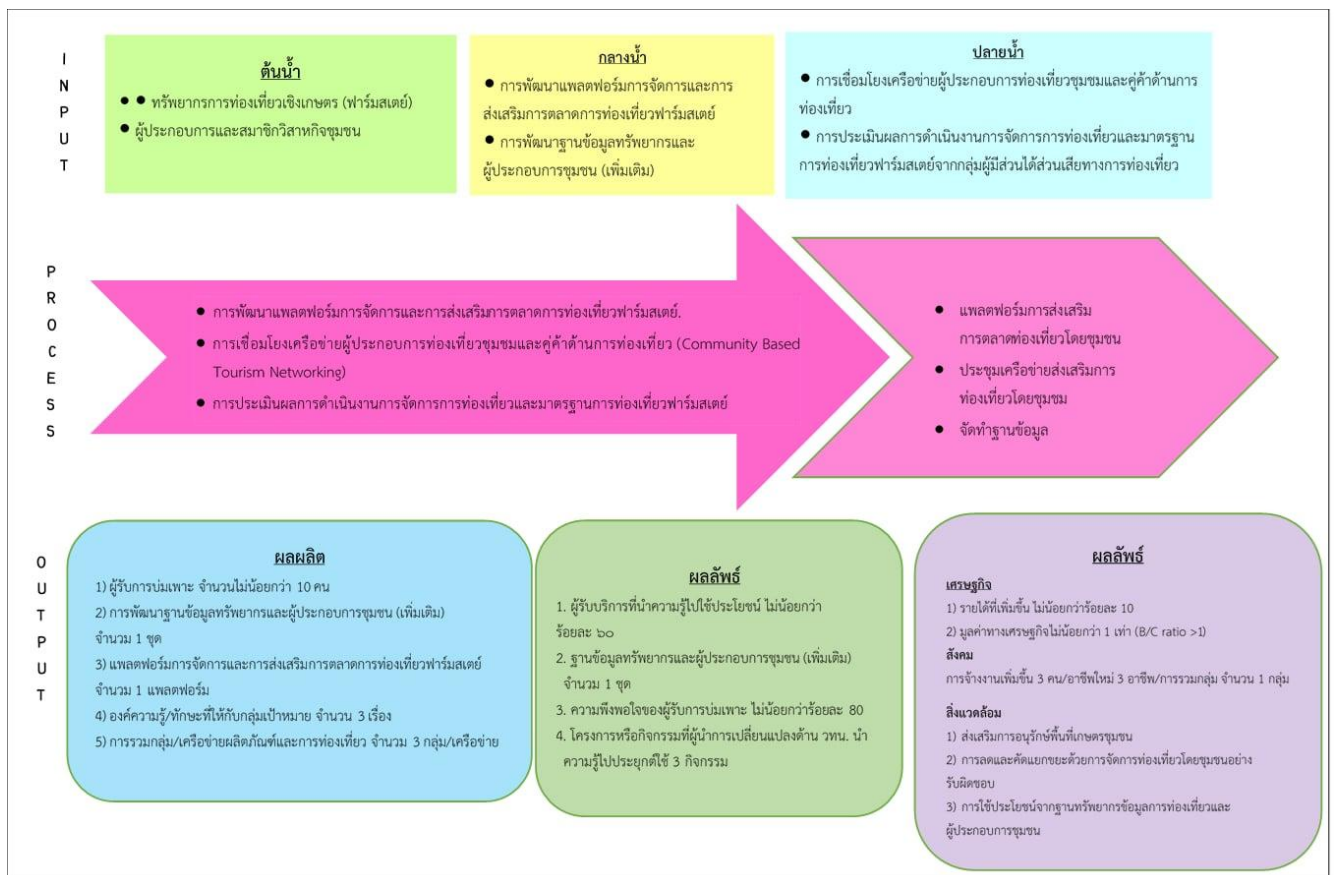 INPUT
ต้นน้ำ
● ● ทรัพยากรการท่องเที่ยวเชิงเกษตร (ฟาร์มสเตย์)
● ผู้ประกอบการและสมาชิกวิสาหกิจชุมชน
กลางน้ำ
● การพัฒนาแพลตฟอร์มการจัดการและการ
ส่งเสริมการตลาดการท่องเที่ยวฟาร์มสเตย์
● การพัฒนาฐานข้อมูลทรัพยากรและ
ผู้ประกอบการชุมชน (เพิ่มเติม)
ปลายน้ำ
● การเชื่อมโยงเครือข่ายผู้ประกอบการท่องเที่ยวชุมชนและคู่ค้าด้านการ
ท่องเที่ยว
● การประเมินผลการดำเนินงานการจัดการการท่องเที่ยวและมาตรฐาน
การท่องเที่ยวฟาร์มสเตย์จากกลุ่มผู้มีส่วนได้ส่วนเสียทางการท่องเที่ยว
PROCESS
● การพัฒนาแพลตฟอร์มการจัดการและการส่งเสริมการตลาดการท่องเที่ยวฟาร์มสเตย์.
● การเชื่อมโยงเครือข่ายผู้ประกอบการท่องเที่ยวชุมชนและคู่ค้าด้านการท่องเที่ยว (Community Based
Tourism Networking)
● การประเมินผลการดำเนินงานการจัดการการท่องเที่ยวและมาตรฐานการท่องเที่ยวฟาร์มสเตย์
● แพลตฟอร์มการส่งเสริม
การตลาดท่องเที่ยวโดยชุมชน
● ประชุมเครือข่ายส่งเสริมการ
ท่องเที่ยวโดยชุมชม
● จัดทำฐานข้อมูล
OUTPUT
ผลผลิต
1) ผู้รับการบ่มเพาะ จำนวนไม่น้อยกว่า 10 คน
2) การพัฒนาฐานข้อมูลทรัพยากรและผู้ประกอบการชุมชน (เพิ่มเติม)
จำนวม 1 ชุด
3) แพลตฟอร์มการจัดการและการส่งเสริมการตลาดการท่องเที่ยวฟาร์มสเตย์
จำนวม 1 แพลตฟอร์ม
4) องค์ความรู้/ทักษะที่ให้กับกลุ่มเป้าหมาย จำนวน 3 เรื่อง
5) การรวมกลุ่ม/เครือข่ายผลิตภัณฑ์และการท่องเที่ยว จำนวน 3 กลุ่ม/เครือข่าย
ผลลัพธ์
1. ผู้รับบริการที่นำความรู้ไปใช้ประโยชน์ ไม่น้อยกว่า
ร้อยละ ๖๐
2. ฐานข้อมูลทรัพยากรและผู้ประกอบการชุมชน (เพิ่มเติม)
จำนวม 1 ชุด
3. ความพึงพอใจของผู้รับการบ่มเพาะ ไม่น้อยกว่าร้อยละ 80
4. โครงการหรือกิจกรรมที่ผู้นำการเปลี่ยนแปลงด้าน วทน. นำ
ความรู้ไปประยุกต์ใช้ 3 กิจกรรม
ผลลัพธ์
เศรษฐกิจ
1) รายได้ที่เพิ่มขึ้น ไม่น้อยกว่าร้อยละ 10
2) มูลค่าทางเศรษฐกิจไม่น้อยกว่า 1 เท่า (B/C ratio >1)
สังคม
การจ้างงานเพิ่มขึ้น 3 คน/อาชีพใหม่ 3 อาชีพ/การรวมกลุ่ม จำนวน 1 กลุ่ม
สิ่งแวดล้อม
1) ส่งเสริมการอนุรักษ์พื้นที่เกษตรชุมชน
2) การลดและคัดแยกขยะด้วยการจัดการท่องเที่ยวโดยชุมชนอย่าง
รับผิดชอบ
3) การใช้ประโยชน์จากฐานทรัพยากรข้อมูลการท่องเที่ยวและ
ผู้ประกอบการชุมชน